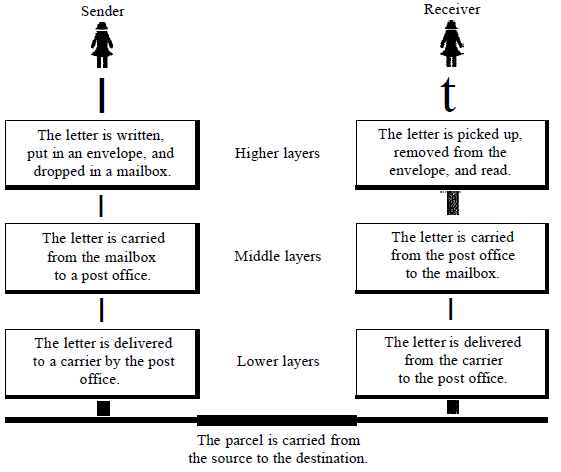 Sender
Receiver
t
The letter is written,
put in an envelope, and
dropped in a mailbox.
Higher layers
The letter is picked up,
removed from the
envelope, and read.
The letter is carried
from the mailbox
to a post office.
Middle layers
The letter is carried
from the post office
to the mailbox.
The letter is delivered
to a carrier by the post
office.
Lower layers
The letter is delivered
from the carrier
to the post office.
The parcel is carried from
the source to the destination.